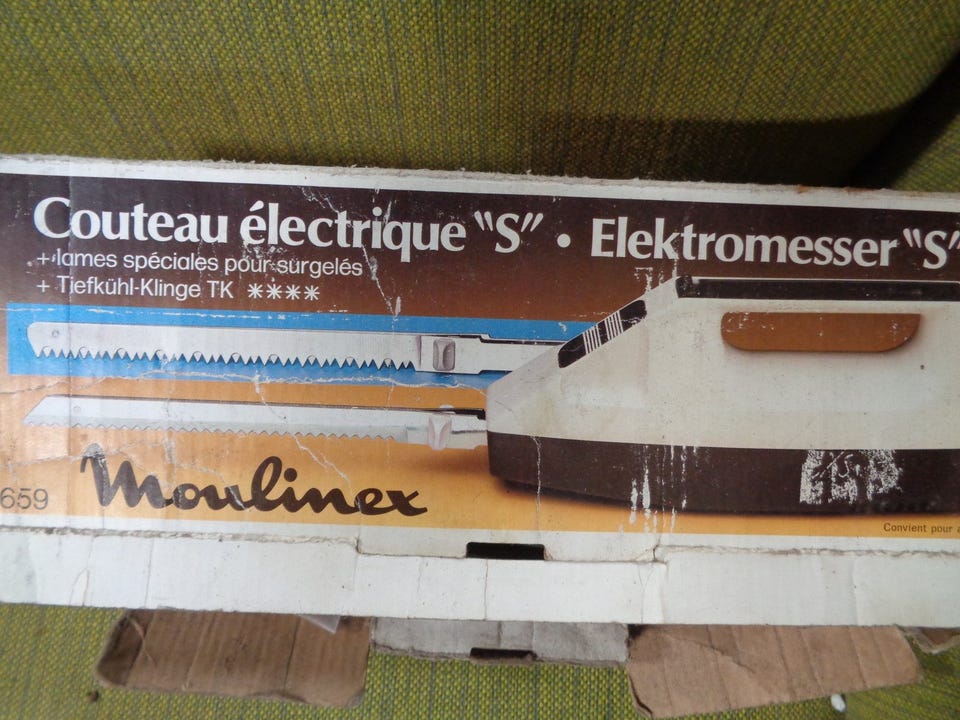 Couteau électrique "S" • Elektromesser "S"
+ lames spéciales pour surgelés
+ Tiefkühl-Klinge TK ****
659 Moulinex
Convient pour